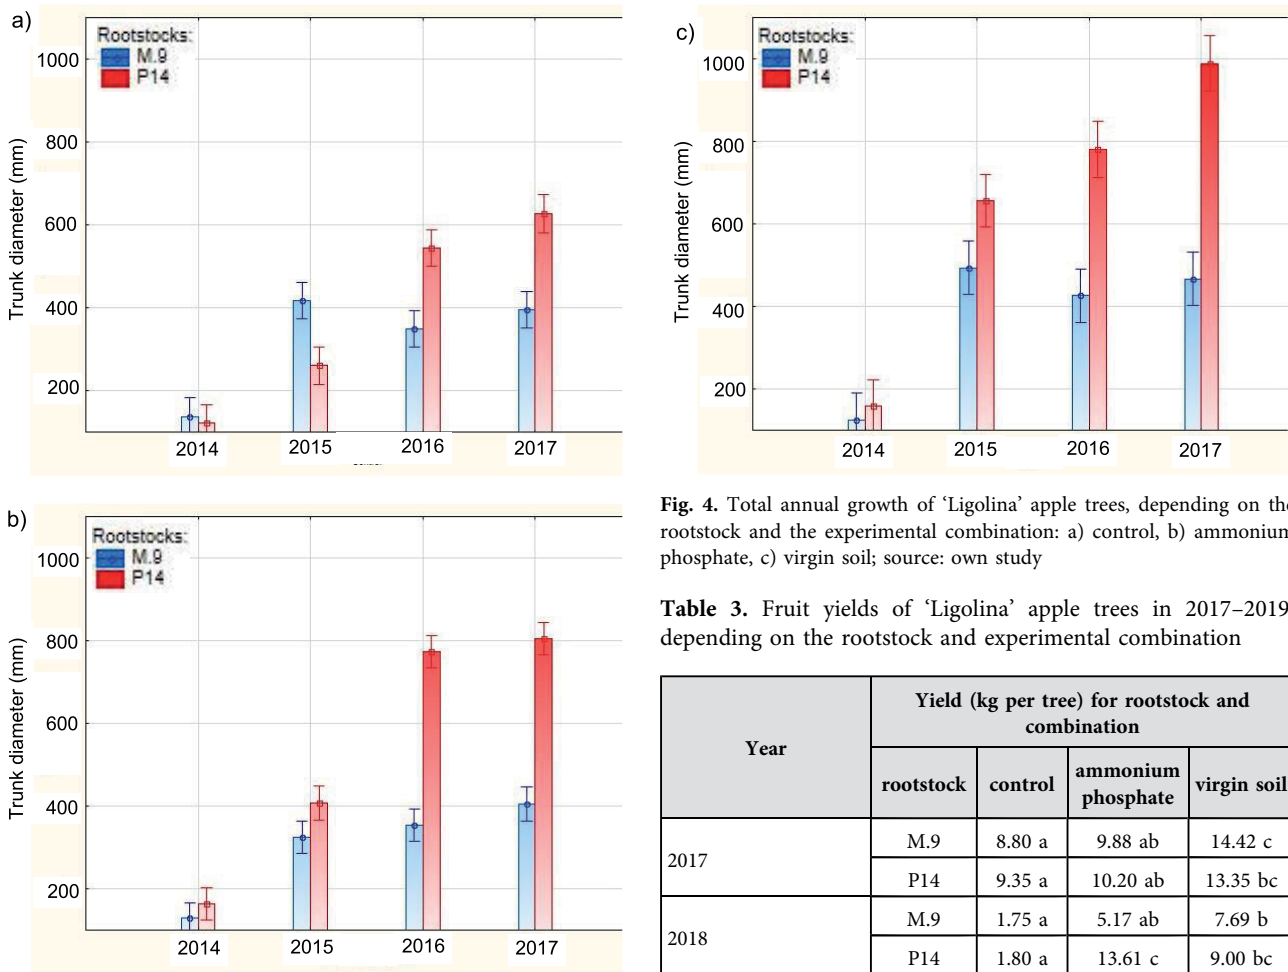 a)
Rootstocks:
M.9
P14
Trunk diameter (mm)
1000
800
600
400
200
2014 2015 2016 2017
b)
Rootstocks:
M.9
P14
Trunk diameter (mm)
1000
800
600
400
200
2014 2015 2016 2017
c)
Rootstocks:
M.9
P14
Trunk diameter (mm)
1000
800
600
400
200
2014 2015 2016 2017
Fig. 4. Total annual growth of ‘Ligolina’ apple trees, depending on the
rootstock and the experimental combination: a) control, b) ammonium
phosphate, c) virgin soil; source: own study
Table 3. Fruit yields of ‘Ligolina’ apple trees in 2017–2019
depending on the rootstock and experimental combination
Year
Yield (kg per tree) for rootstock and
combination
rootstock control ammonium
phosphate virgin soil
2017
M.9 8.80 a 9.88 ab 14.42 c
P14 9.35 a 10.20 ab 13.35 bc
2018
M.9 1.75 a 5.17 ab 7.69 b
P14 1.80 a 13.61 c 9.00 bc